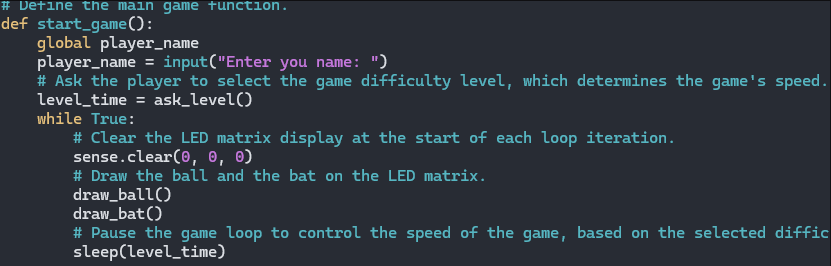 # Define the main game function.
def start_game():
    global player_name
    player_name = input("Enter you name: ")
    # Ask the player to select the game difficulty level, which determines the game's speed.
    level_time = ask_level()
    while True:
        # Clear the LED matrix display at the start of each loop iteration.
        sense.clear(0, 0, 0)
        # Draw the ball and the bat on the LED matrix.
        draw_ball()
        draw_bat()
        # Pause the game loop to control the speed of the game, based on the selected diffic
        sleep(level_time)